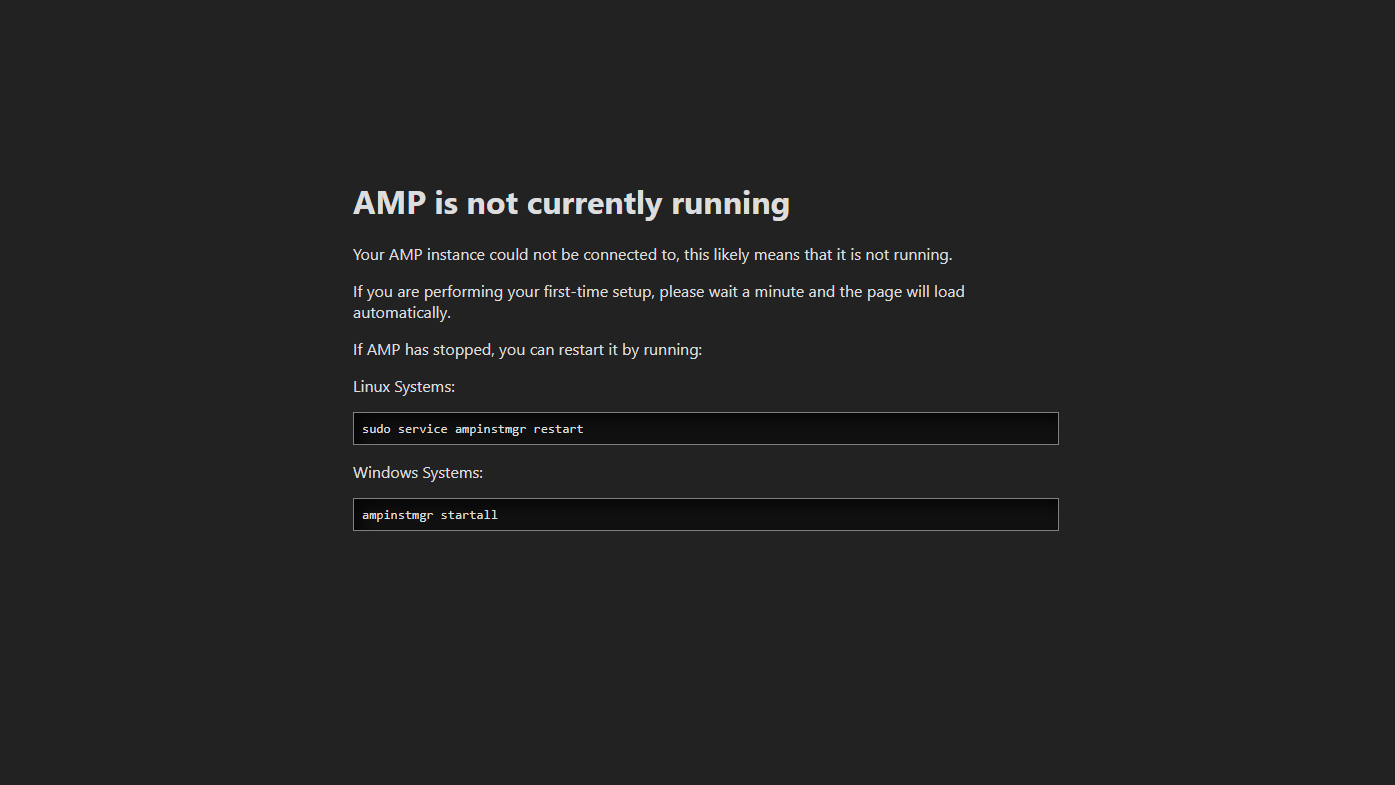 AMP is not currently running
Your AMP instance could not be connected to, this likely means that it is not running.
If you are performing your first-time setup, please wait a minute and the page will load
automatically.
If AMP has stopped, you can restart it by running:
Linux Systems:
sudo service ampinstmgr restart
Windows Systems:
ampinstmgr startall